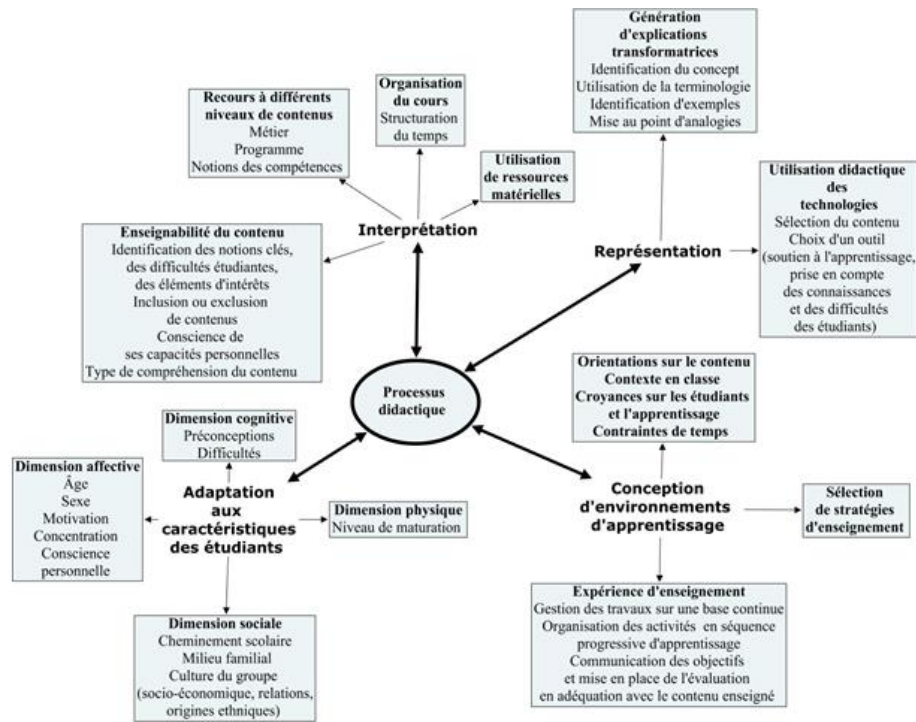 Génération
d'explications
transformatrices
Identification du concept
Utilisation de la terminologie
Identification d'exemples
Mise au point d'analogies
Organisation
du cours
Structuration
du temps
Recours à différents
niveaux de contenus
Métier
Programme
Notions des compétences
Utilisation
de ressources
matérielles
Utilisation didactique
des
technologies
Sélection du contenu
Choix d'un outil
(soutien à l'apprentissage,
prise en compte
des connaissances
et des difficultés
des étudiants)
Interprétation
Représentation
Enseignabilité du contenu
Identification des notions clés,
des difficultés étudiantes,
des éléments d'intérêts
Inclusion ou exclusion
de contenus
Conscience de
ses capacités personnelles
Type de compréhension du contenu
Processus
didactique
Orientations sur le contenu
Contexte en classe
Croyances sur les étudiants
et l'apprentissage
Contraintes de temps
Dimension cognitive
Préconceptions
Difficultés
Dimension affective
Âge
Sexe
Motivation
Concentration
Conscience
personnelle
Adaptation
aux
caractéristiques
des étudiants
Dimension physique
Niveau de maturation
Conception
d'environnements
d'apprentissage
Sélection
de stratégies
d'enseignement
Dimension sociale
Cheminement scolaire
Milieu familial
Culture du groupe
(socio-économique, relations,
origines ethniques)
Expérience d'enseignement
Gestion des travaux sur une base continue
Organisation des activités en séquence
progressive d'apprentissage
Communication des objectifs
et mise en place de l'évaluation
en adéquation avec le contenu enseigné